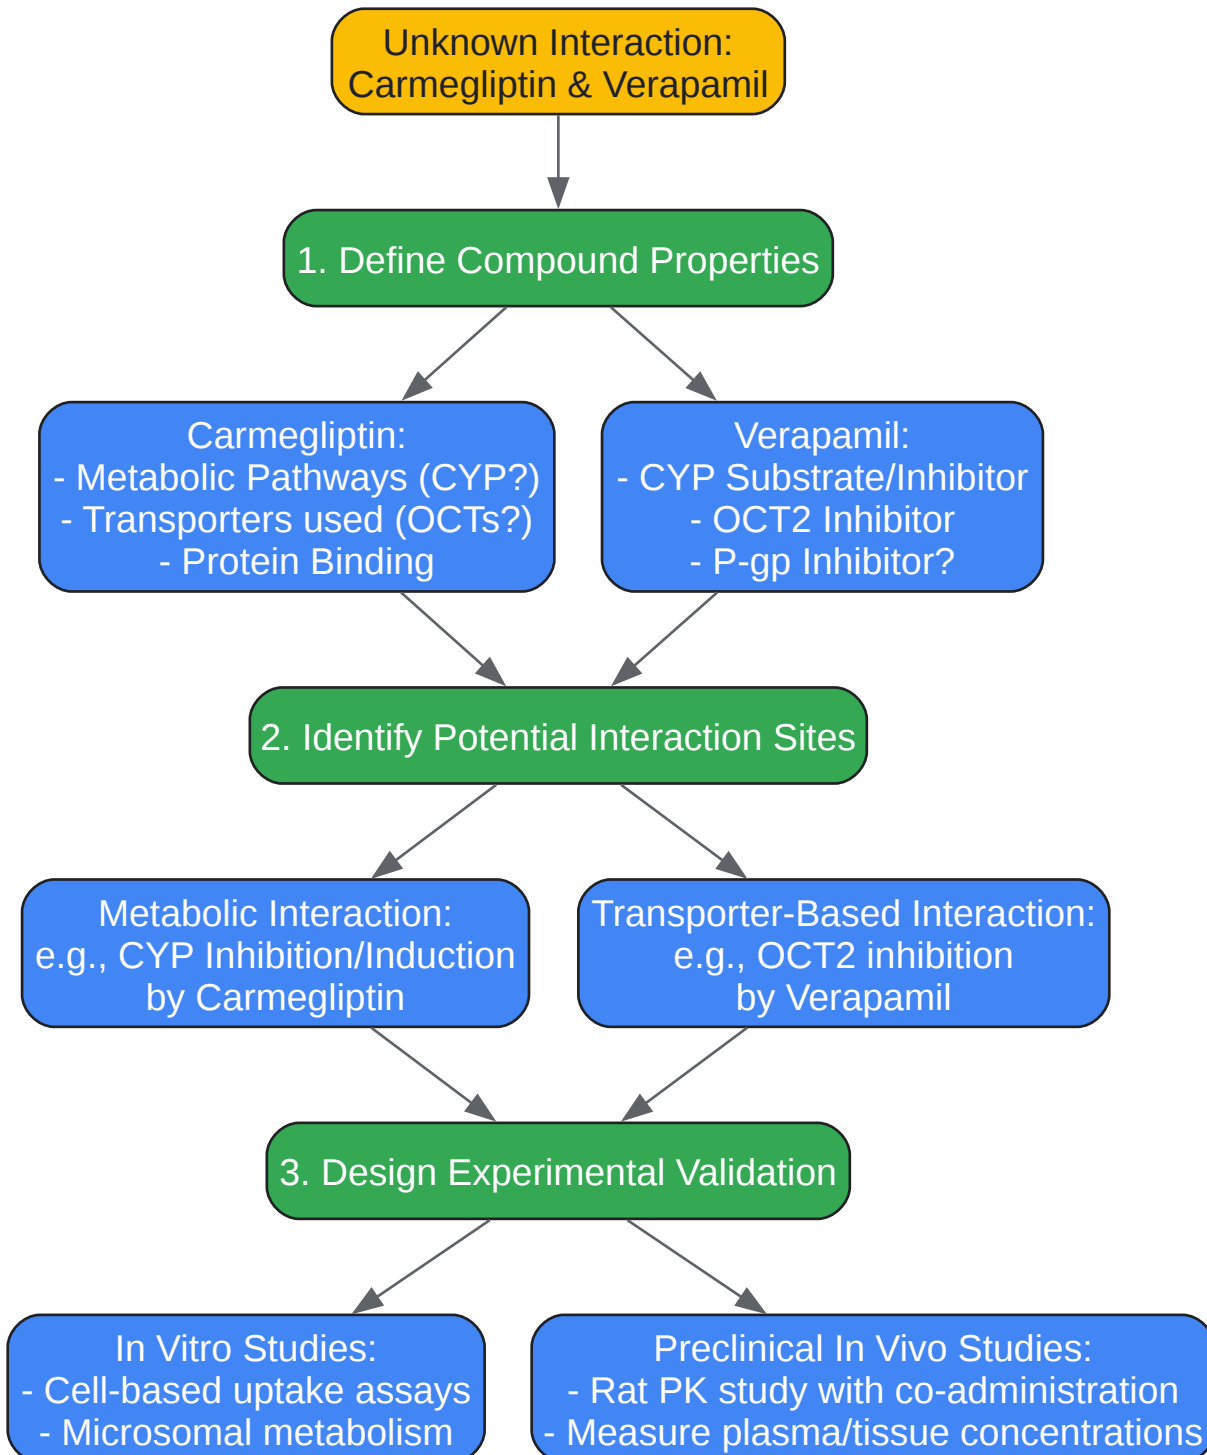 Unknown Interaction:
Carmegliptin & Verapamil
1. Define Compound Properties
Carmegliptin:
- Metabolic Pathways (CYP?)
- Transporters used (OCTs?)
- Protein Binding
Verapamil:
- CYP Substrate/Inhibitor
- OCT2 Inhibitor
- P-gp Inhibitor?
2. Identify Potential Interaction Sites
Metabolic Interaction:
e.g., CYP Inhibition/Induction
by Carmegliptin
Transporter-Based Interaction:
e.g., OCT2 inhibition
by Verapamil
3. Design Experimental Validation
In Vitro Studies:
- Cell-based uptake assays
- Microsomal metabolism
Preclinical In Vivo Studies:
- Rat PK study with co-administration
- Measure plasma/tissue concentrations